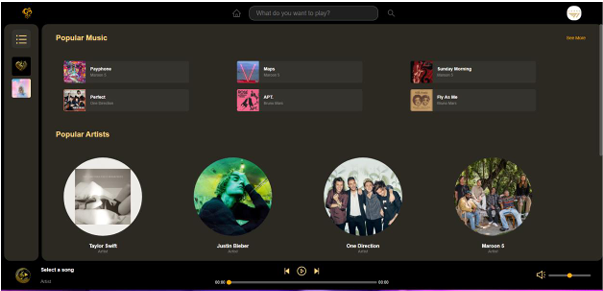 What do you want to play?
Popular Music
See More
Payphone
Maroon 5
Maps
Maroon 5
Sunday Morning
Maroon 5
Perfect
One Direction
APT.
Bruno Mars
Fly As Me
Bruno Mars
Popular Artists
Taylor Swift
Artist
Justin Bieber
Artist
One Direction
Artist
Maroon 5
Artist
Select a song
Artist
00:00
03:00